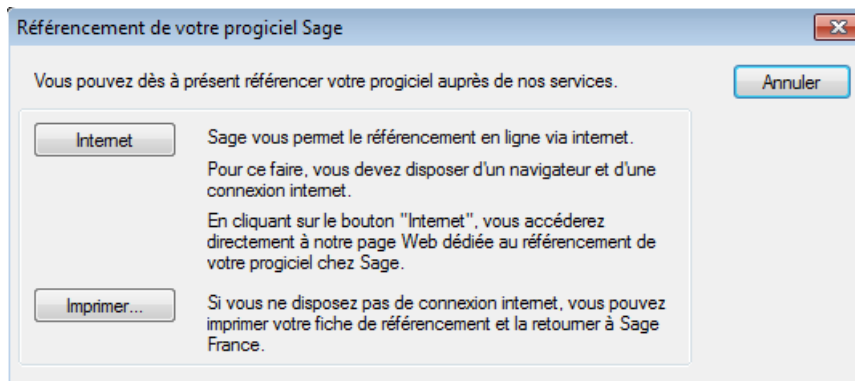 Référencement de votre progiciel Sage
Vous pouvez dès à présent référencer votre progiciel auprès de nos services.
Annuler
Internet
Sage vous permet le référencement en ligne via internet.
Pour ce faire, vous devez disposer d'un navigateur et d'une
connexion internet.
En cliquant sur le bouton "Internet", vous accéderez
directement à notre page Web dédiée au référencement de
votre progiciel chez Sage.
Imprimer...
Si vous ne disposez pas de connexion internet, vous pouvez
imprimer votre fiche de référencement et la retourner à Sage
France.